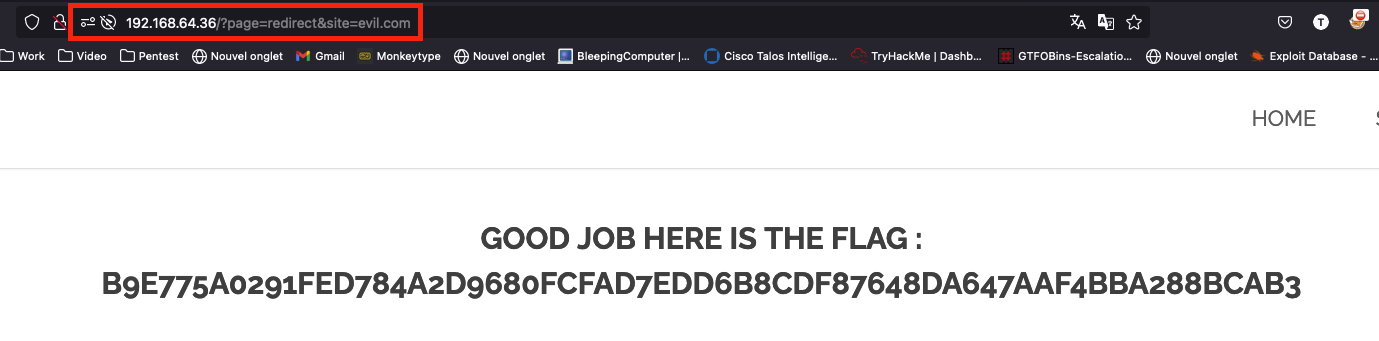 192.168.64.36/?page=redirect&site=evil.com
Work Video Pentest Nouvel onglet Gmail Monkeytype Nouvel onglet BleepingComputer |... Cisco Talos Intellige... TryHackMe | Dashb... GTFOBins-Escalatio... Nouvel onglet Exploit Database - ...
HOME
GOOD JOB HERE IS THE FLAG :
B9E775A0291FED784A2D9680FCFAD7EDD6B8CDF87648DA647AAF4BBA288BCAB3